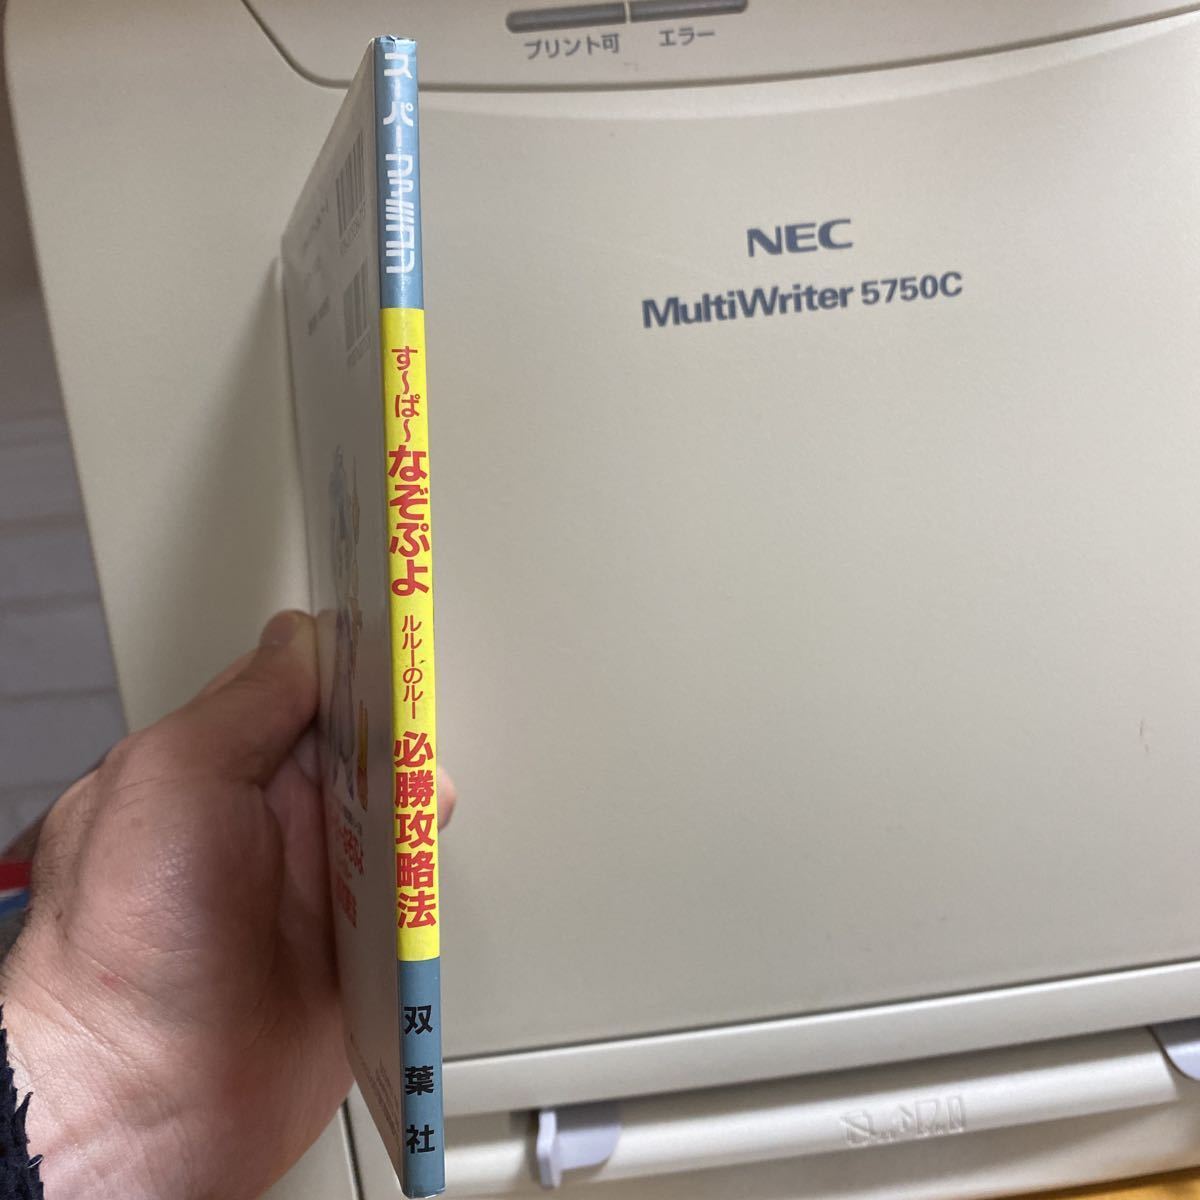 プリント可
エラー
NEC
MultiWriter 5750C
スーパーファミコン
す〜ぱ〜なぞぷよ
ルルーのルー
必勝攻略法
双葉社